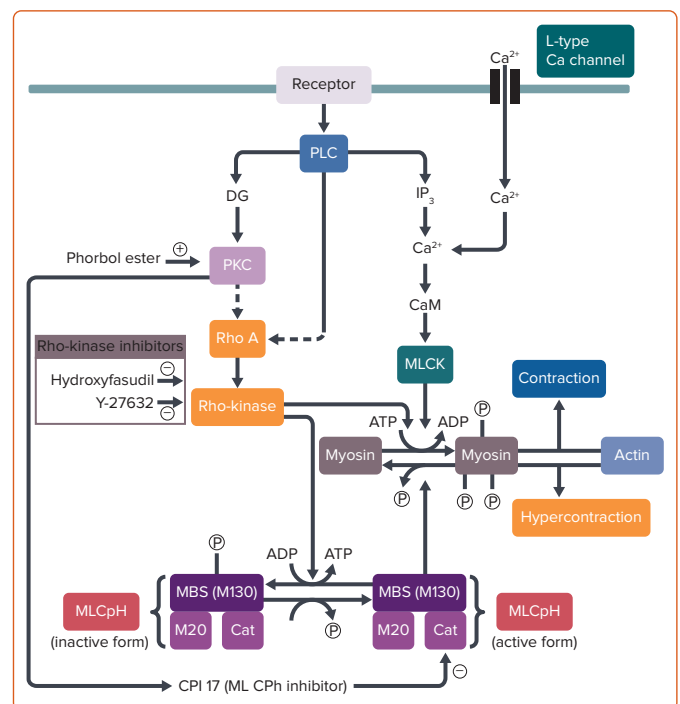 L-type
Ca channel
Ca2+
Receptor
PLC
DG
IP3
Ca2+
Phorbol ester
+
PKC
Ca2+
CaM
Rho A
Rho-kinase inhibitors
−
Hydroxyfasudil
Y-27632
−
MLCK
Contraction
Rho-kinase
P
ATP
ADP
Myosin
Myosin
Actin
P
P
P
Hypercontraction
P
ADP
ATP
MBS (M130)
MBS (M130)
MLCpH
(inactive form)
M20
Cat
P
M20
Cat
MLCpH
(active form)
−
CPI 17 (ML CPh inhibitor)